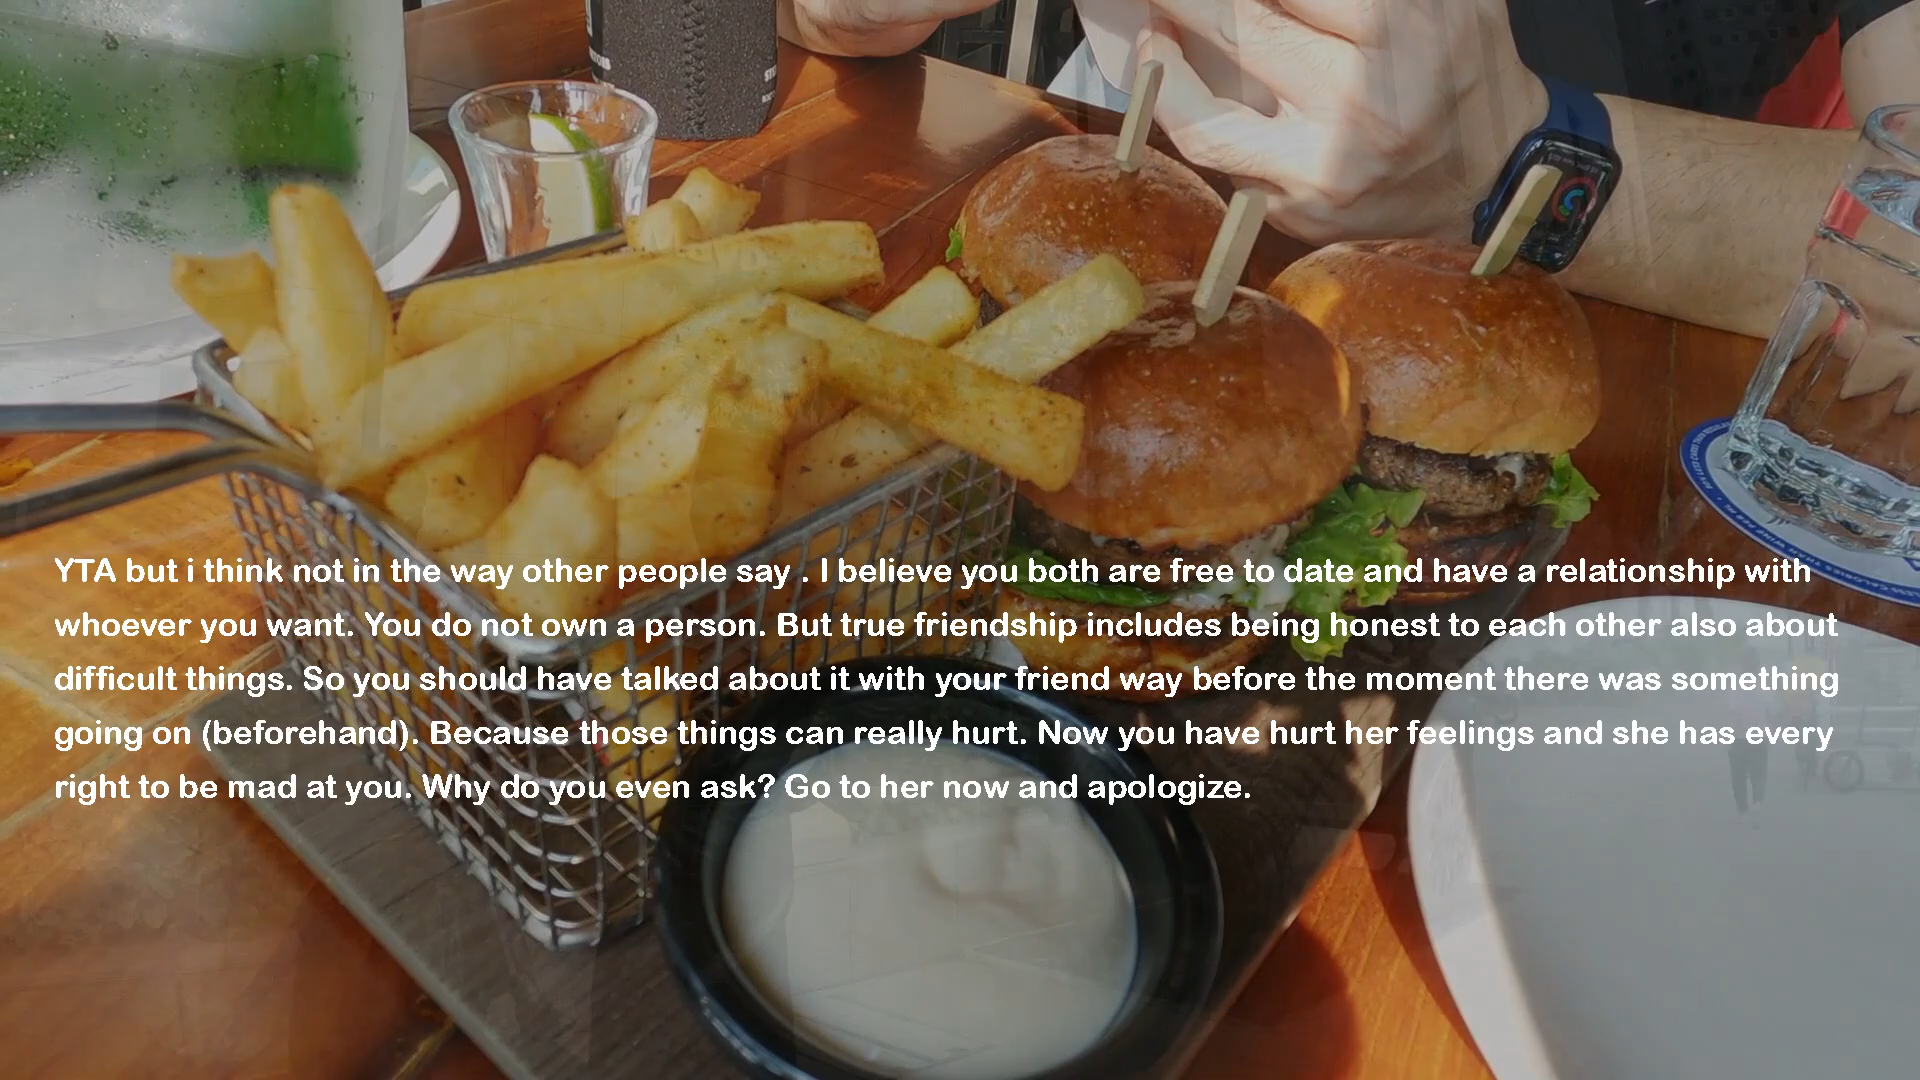 YTA but i think not in the way other people say . I believe you both are free to date and have a relationship with
whoever you want. You do not own a person. But true friendship includes being honest to each other also about
difficult things. So you should have talked about it with your friend way before the moment there was something
going on (beforehand). Because those things can really hurt. Now you have hurt her feelings and she has every
right to be mad at you. Why do you even ask? Go to her now and apologize.